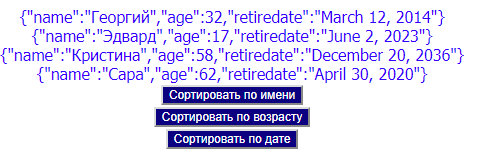 {"name":"Георгий","age":32,"retiredate":"March 12, 2014"}
{"name":"Эдвард","age":17,"retiredate":"June 2, 2023"}
{"name":"Кристина","age":58,"retiredate":"December 20, 2036"}
{"name":"Сара","age":62,"retiredate":"April 30, 2020"}
Сортировать по имени
Сортировать по возрасту
Сортировать по дате